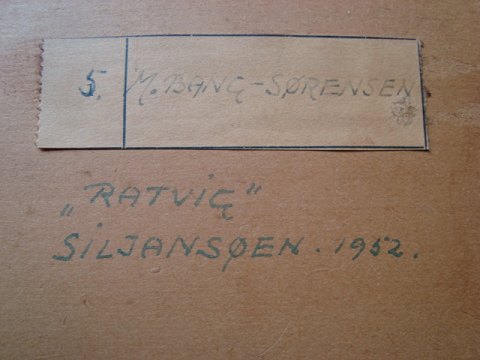 5. M. BANG-SØRENSEN
„RATVIG”
SILJANSØEN. 1952.